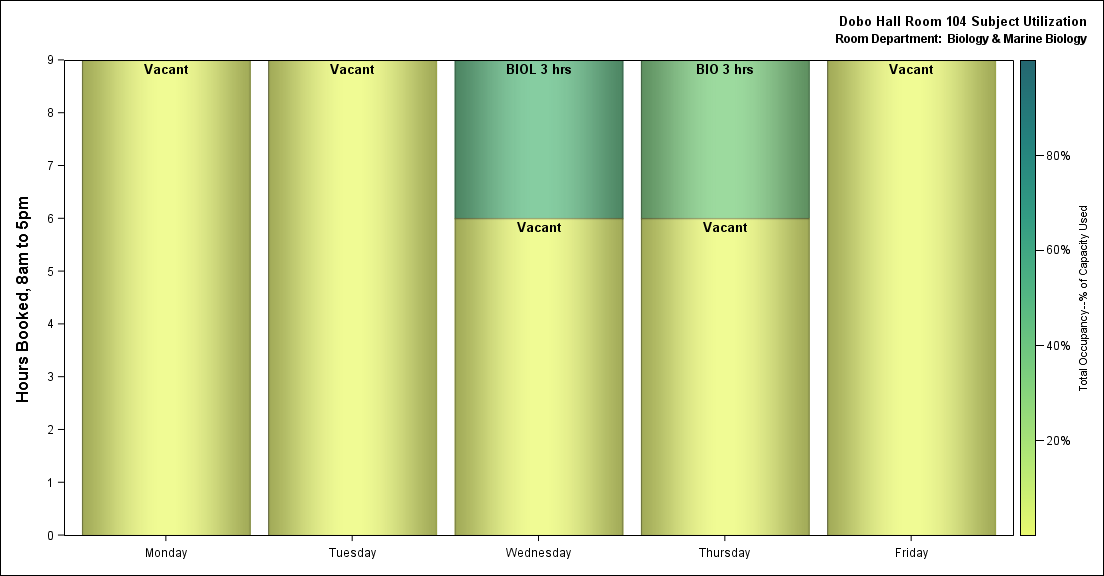 Dobo Hall Room 104 Subject Utilization
Room Department: Biology & Marine Biology
Hours Booked, 8am to 5pm
9
8
7
6
5
4
3
2
1
0
Vacant
Vacant
BIOL 3 hrs
BIO 3 hrs
Vacant
Vacant
Vacant
Monday
Tuesday
Wednesday
Thursday
Friday
80%
60%
40%
20%
Total Occupancy--% of Capacity Used